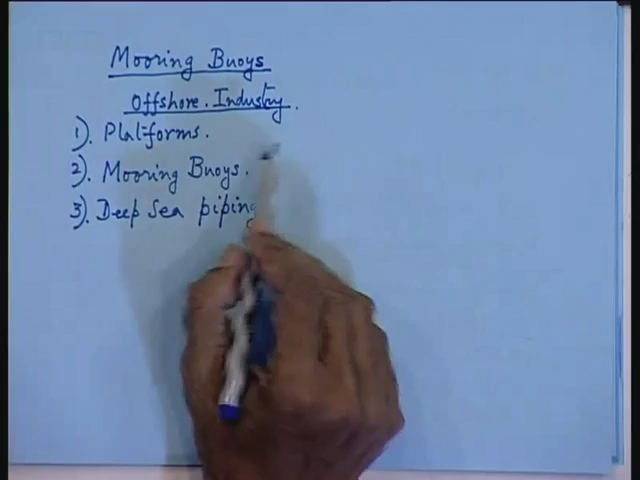 Mooring Buoys
Offshore. Industry.
1). Platforms.
2). Mooring Buoys.
3). Deep Sea piping